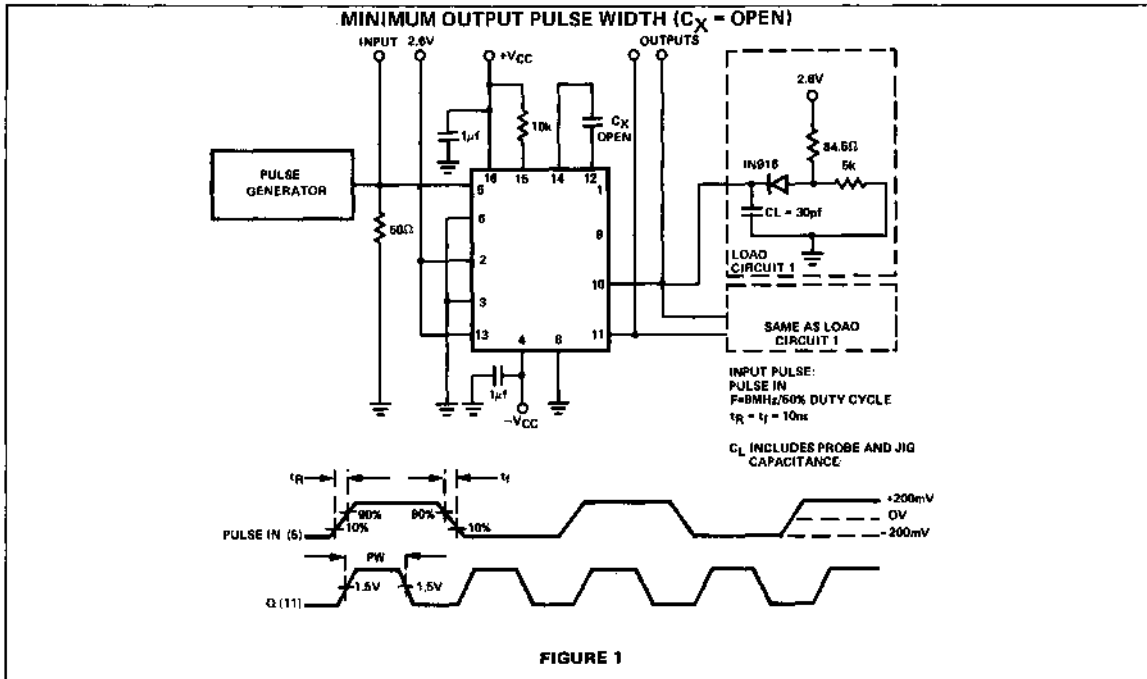 MINIMUM OUTPUT PULSE WIDTH (CX = OPEN)
INPUT 2.6V
OUTPUTS
+VCC
2.6V
1µf
10k
CX
OPEN
84.5Ω
5k
IN916
CL = 30pf
LOAD
CIRCUIT 1
PULSE
GENERATOR
50Ω
16 15 14 12
5
6
2
3
13
1
9
10
11
4 8
SAME AS LOAD
CIRCUIT 1
1µf
−VCC
INPUT PULSE:
PULSE IN
F=8MHz/50% DUTY CYCLE
tR = tf = 10ns
CL INCLUDES PROBE AND JIG
CAPACITANCE
tR
tf
90% 90%
10% 10%
PULSE IN (5)
+200mV
0V
-200mV
PW
1.5V 1.5V
Q (11)
FIGURE 1